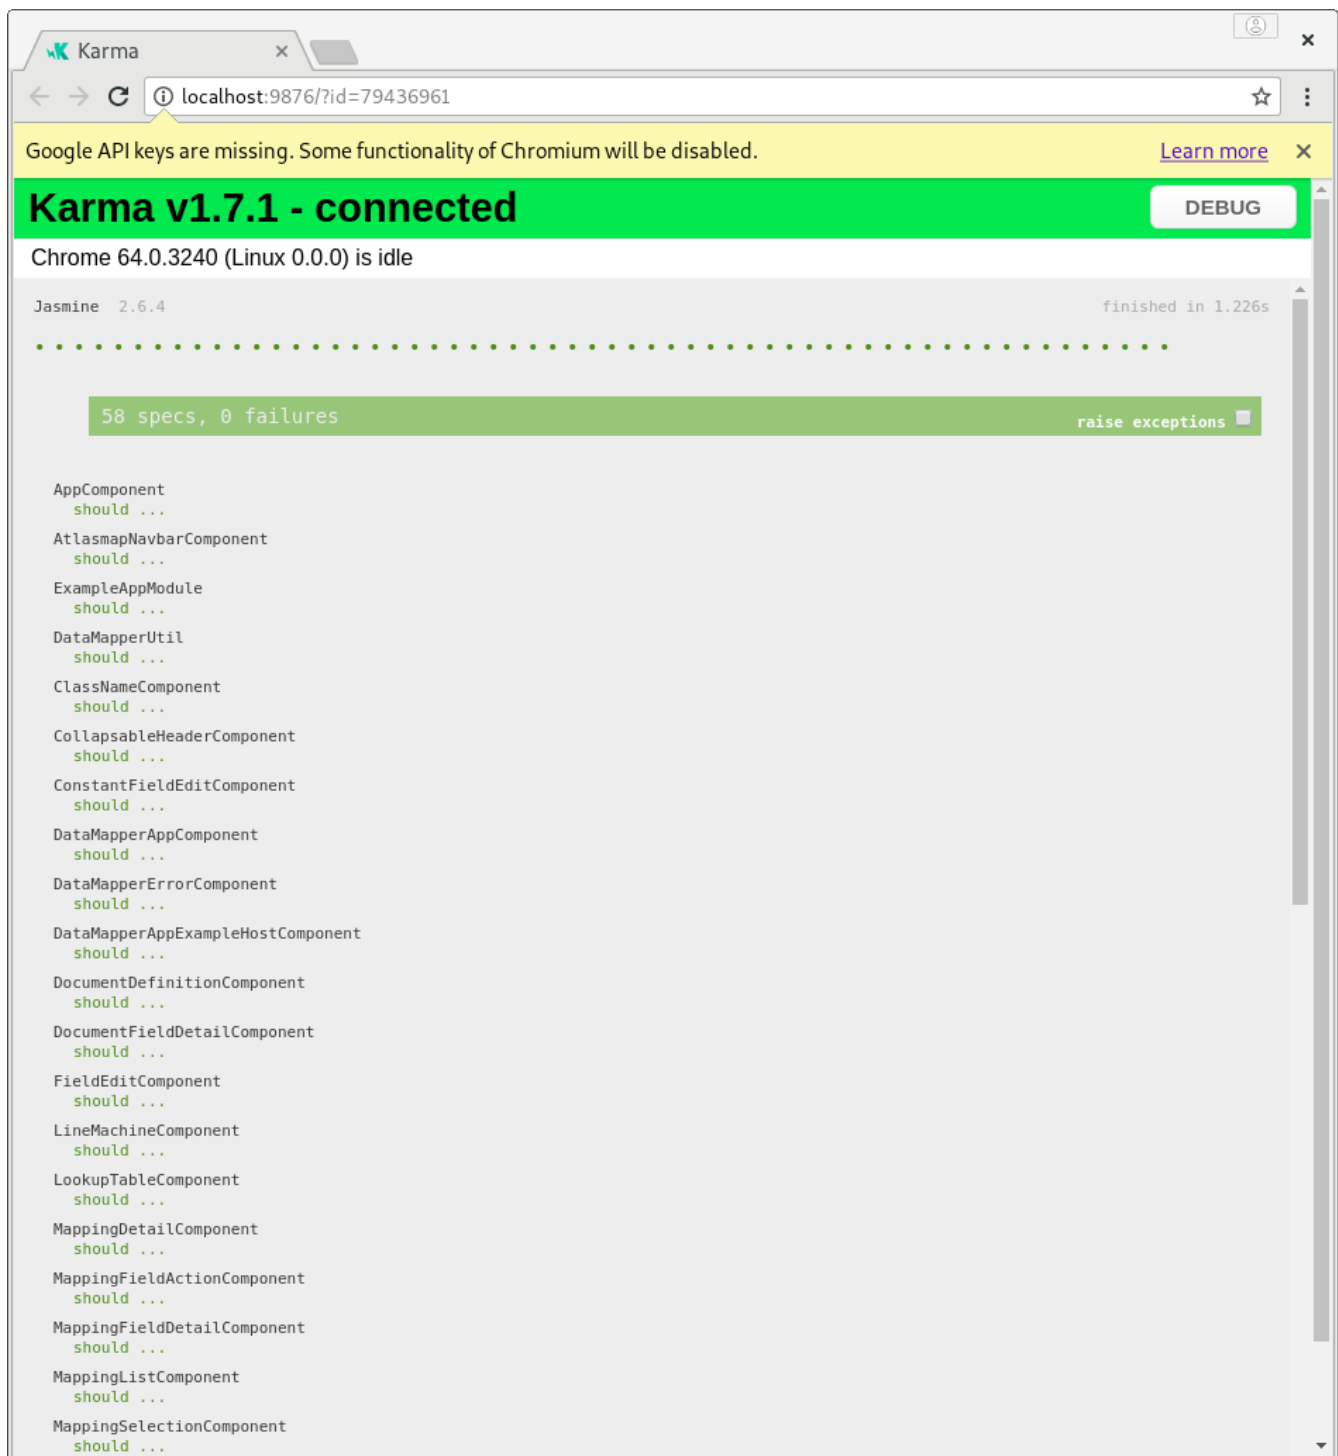 Karma
localhost:9876/?id=79436961
Google API keys are missing. Some functionality of Chromium will be disabled. Learn more
Karma v1.7.1 - connected DEBUG
Chrome 64.0.3240 (Linux 0.0.0) is idle
Jasmine 2.6.4 finished in 1.226s
58 specs, 0 failures raise exceptions
AppComponent
should ...
AtlasmapNavbarComponent
should ...
ExampleAppModule
should ...
DataMapperUtil
should ...
ClassNameComponent
should ...
CollapsableHeaderComponent
should ...
ConstantFieldEditComponent
should ...
DataMapperAppComponent
should ...
DataMapperErrorComponent
should ...
DataMapperAppExampleHostComponent
should ...
DocumentDefinitionComponent
should ...
DocumentFieldDetailComponent
should ...
FieldEditComponent
should ...
LineMachineComponent
should ...
LookupTableComponent
should ...
MappingDetailComponent
should ...
MappingFieldActionComponent
should ...
MappingFieldDetailComponent
should ...
MappingListComponent
should ...
MappingSelectionComponent
should ...